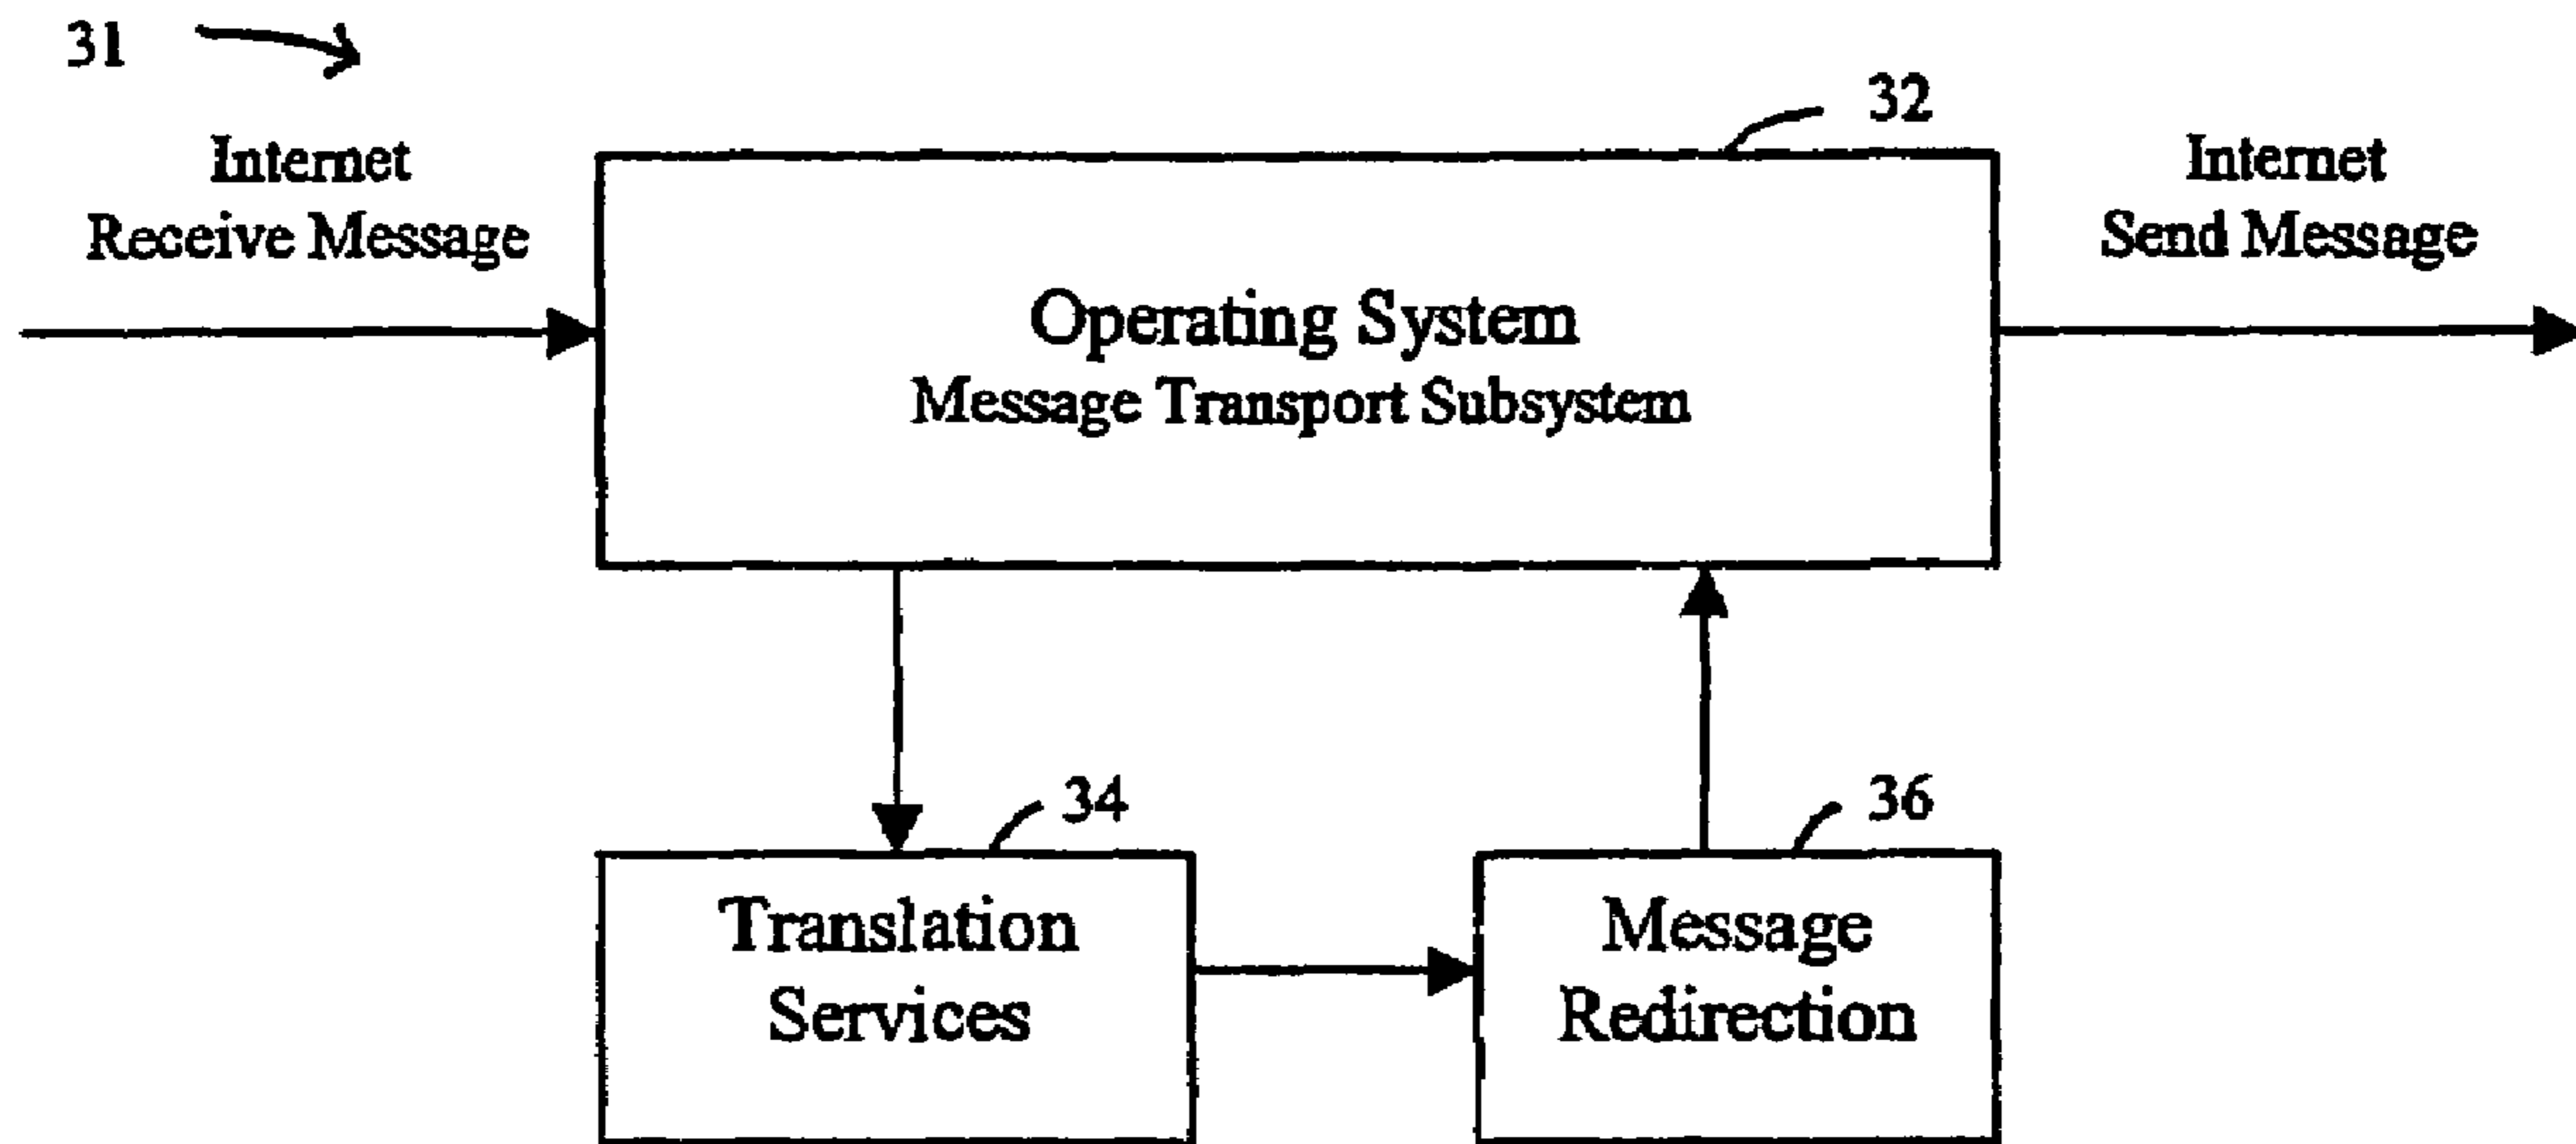 31
Internet
Receive Message
32
Internet
Send Message
Operating System
Message Transport Subsystem
34
36
Translation
Services
Message
Redirection